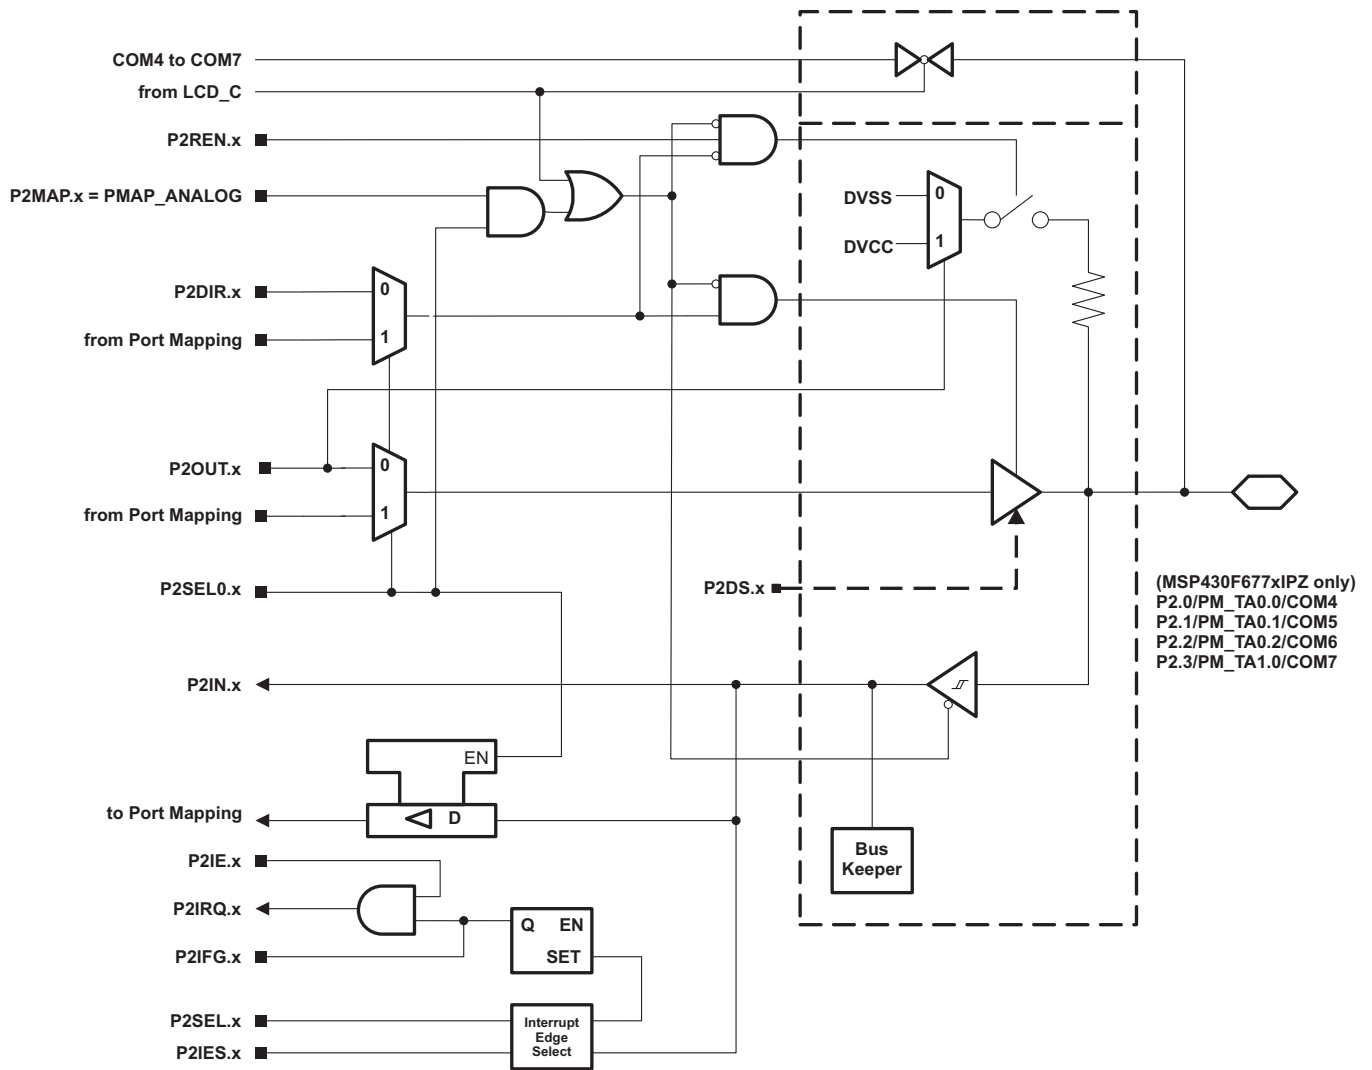 COM4 to COM7
from LCD_C
P2REN.x
P2MAP.x = PMAP_ANALOG
DVSS
0
DVCC
1
P2DIR.x
0
from Port Mapping
1
P2OUT.x
0
from Port Mapping
1
P2SEL0.x
P2DS.x
(MSP430F677xIPZ only)
P2.0/PM_TA0.0/COM4
P2.1/PM_TA0.1/COM5
P2.2/PM_TA0.2/COM6
P2.3/PM_TA1.0/COM7
P2IN.x
EN
to Port Mapping
D
Bus
Keeper
P2IE.x
P2IRQ.x
Q EN
SET
P2IFG.x
P2SEL.x
P2IES.x
Interrupt
Edge
Select